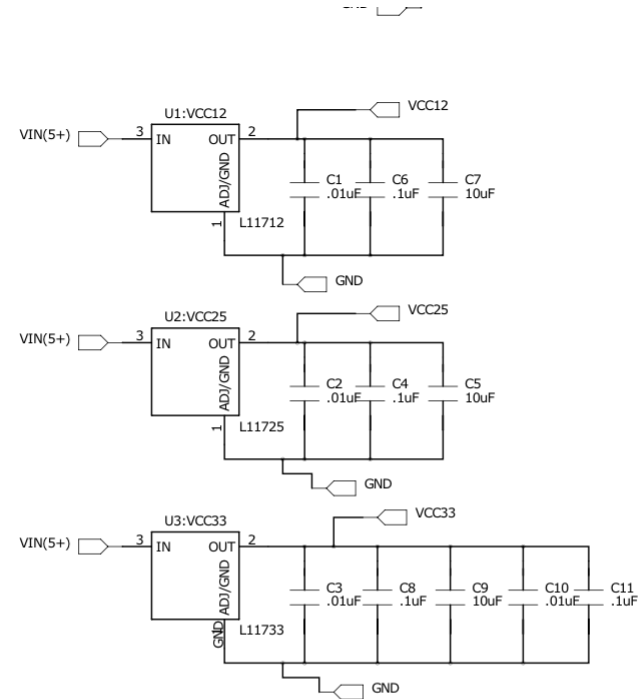 U1:VCC12
VCC12
VIN(5+)
3
IN
OUT
2
ADJ/GND
1
L11712
C1
.01uF
C6
.1uF
C7
10uF
GND
U2:VCC25
VCC25
VIN(5+)
3
IN
OUT
2
ADJ/GND
1
L11725
C2
.01uF
C4
.1uF
C5
10uF
GND
U3:VCC33
VCC33
VIN(5+)
3
IN
OUT
2
ADJ/GND
GND
L11733
C3
.01uF
C8
.1uF
C9
10uF
C10
.01uF
C11
.1uF
GND